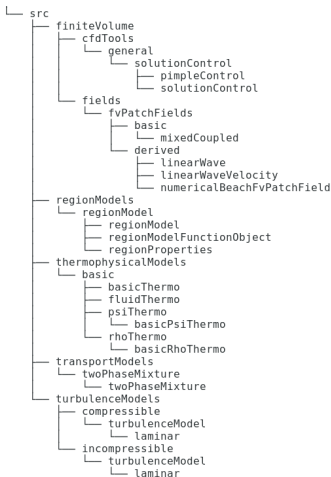 └── src
    ├── finiteVolume
    │   ├── cfdTools
    │   │   └── general
    │   │       └── solutionControl
    │   │           ├── pimpleControl
    │   │           └── solutionControl
    │   └── fields
    │       └── fvPatchFields
    │           ├── basic
    │           │   └── mixedCoupled
    │           └── derived
    │               ├── linearWave
    │               ├── linearWaveVelocity
    │               └── numericalBeachFvPatchField
    ├── regionModels
    │   └── regionModel
    │       ├── regionModel
    │       ├── regionModelFunctionObject
    │       └── regionProperties
    ├── thermophysicalModels
    │   └── basic
    │       ├── basicThermo
    │       ├── fluidThermo
    │       ├── psiThermo
    │       │   └── basicPsiThermo
    │       └── rhoThermo
    │           └── basicRhoThermo
    ├── transportModels
    │   └── twoPhaseMixture
    │       └── twoPhaseMixture
    └── turbulenceModels
        ├── compressible
        │   └── turbulenceModel
        │       └── laminar
        └── incompressible
            └── turbulenceModel
                └── laminar